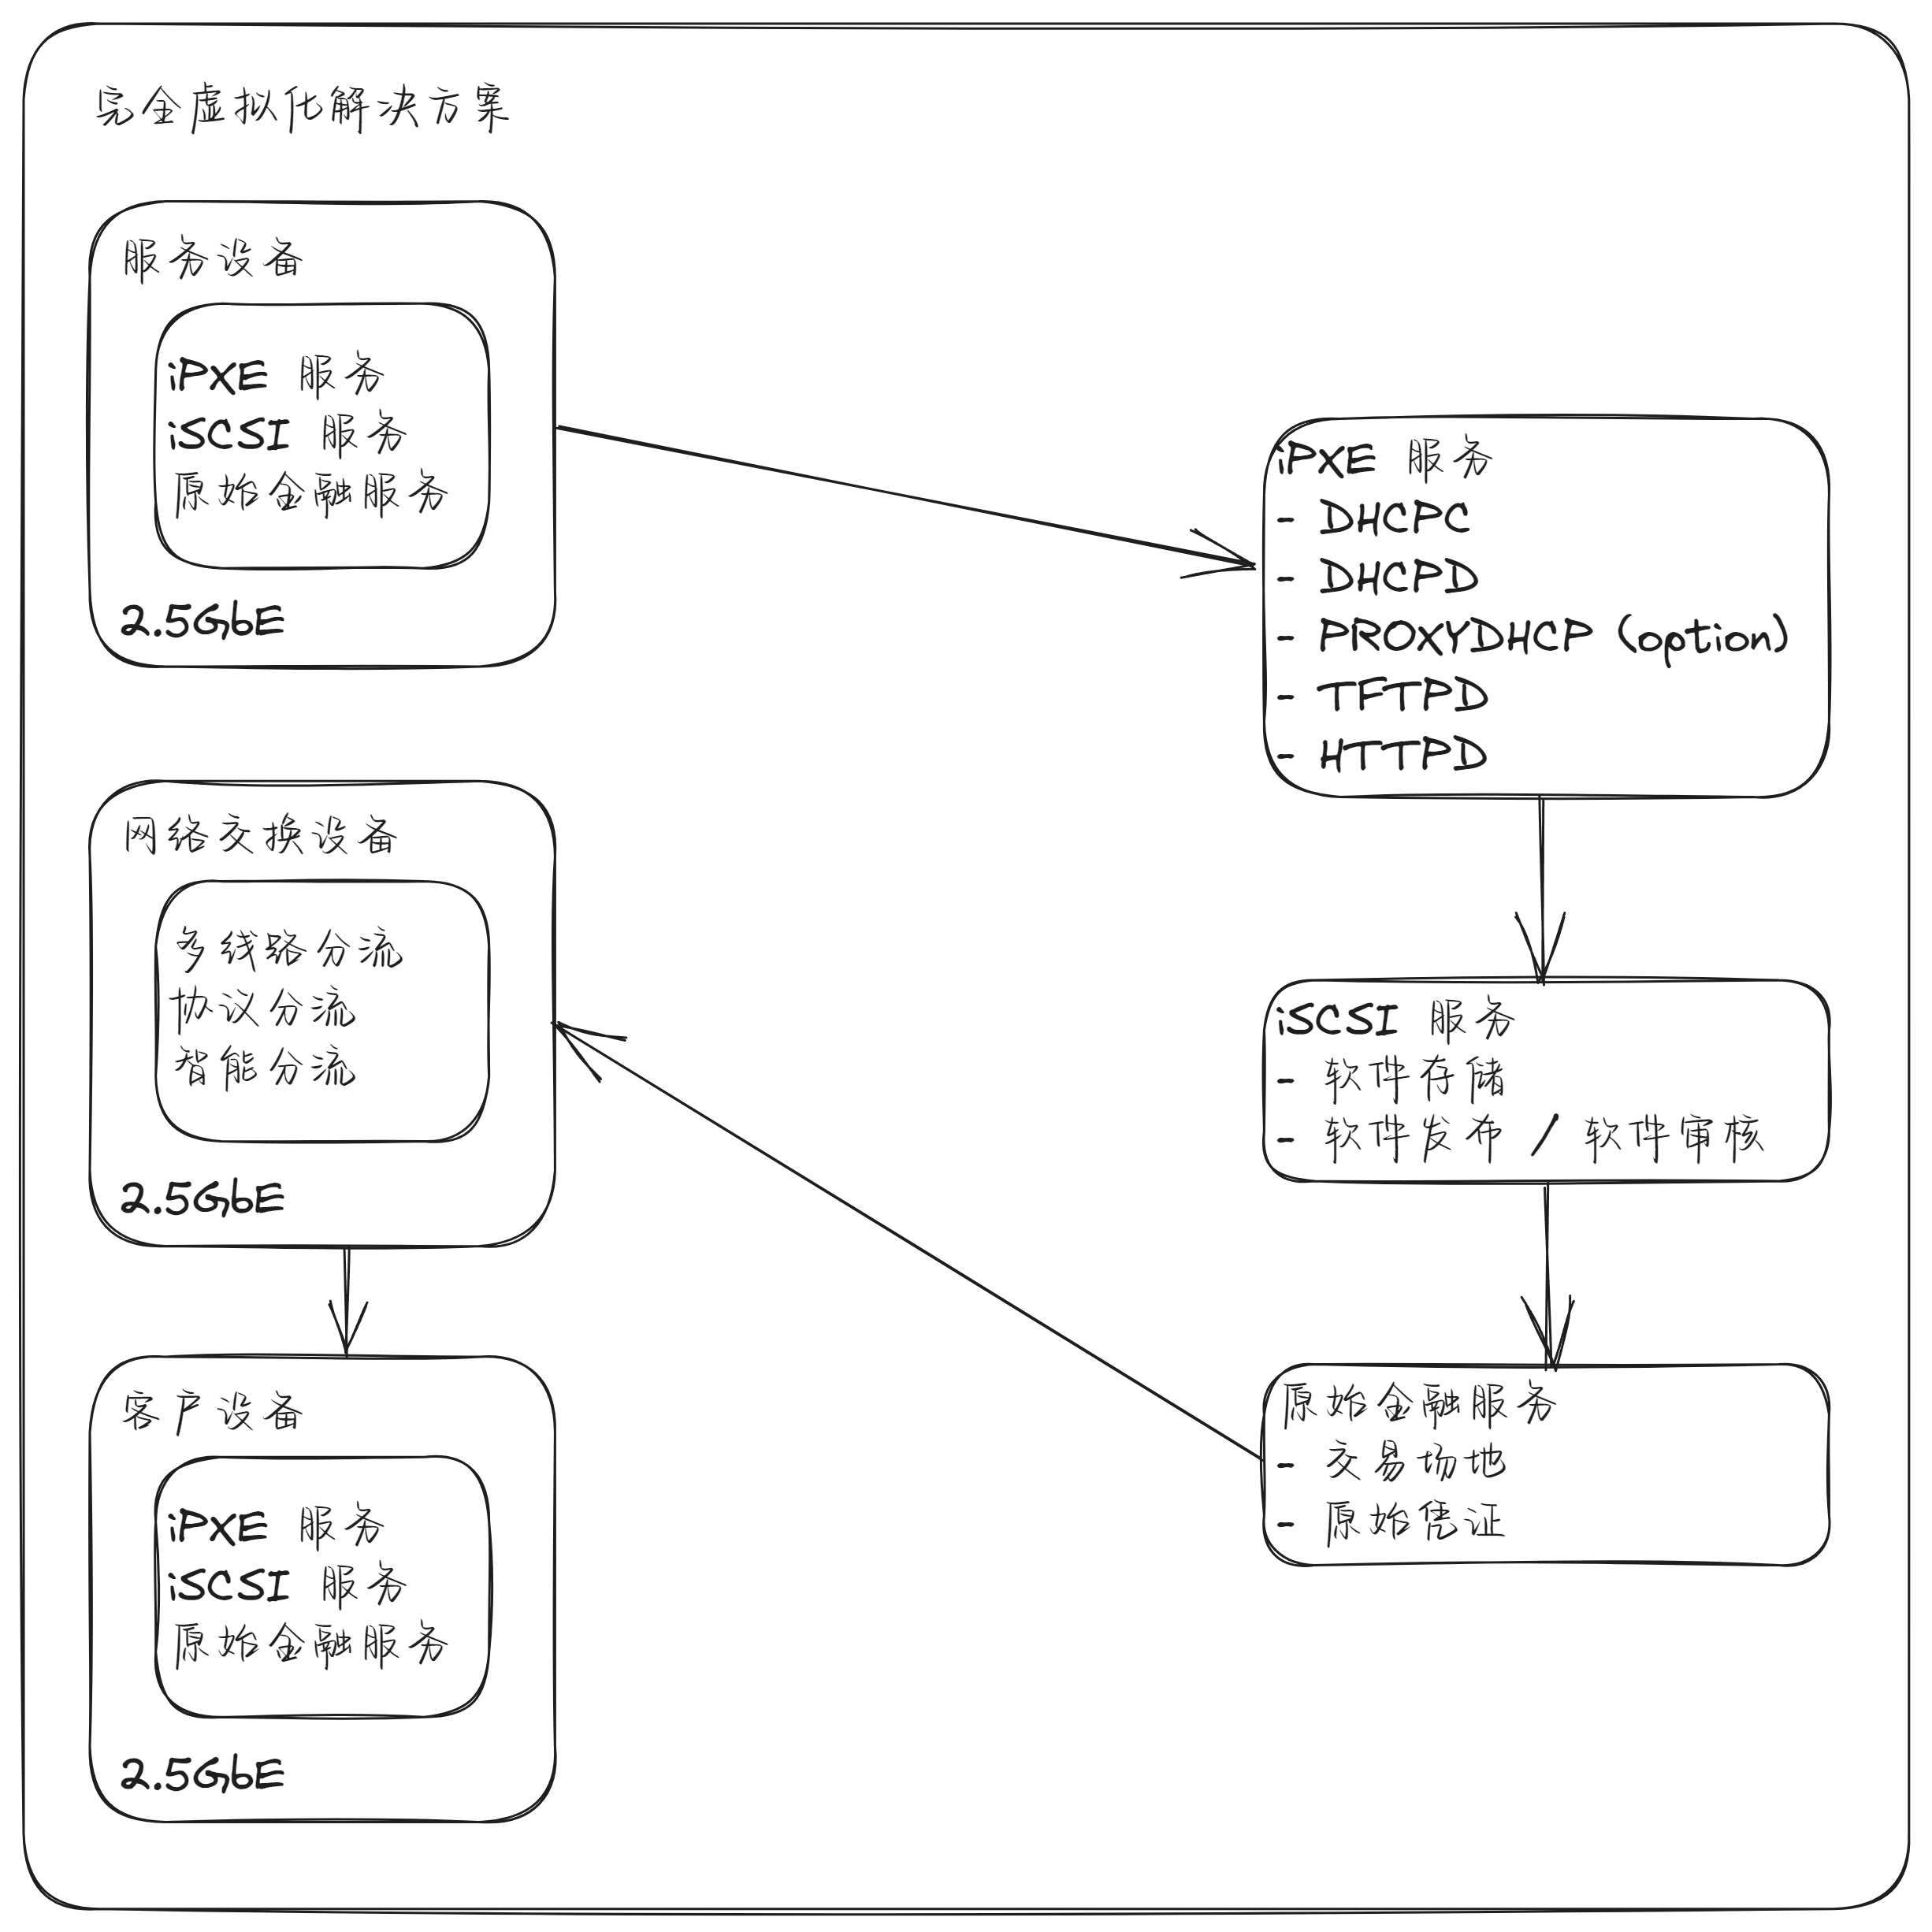 完全虚拟化解决方案
服务设备
iPXE 服务
iSCSI 服务
原始金融服务
2.5GbE
iPXE 服务
- DHCPC
- DHCPD
- PROXYDHCP (option)
- TFTPD
- HTTPD
网络交换设备
多线路分流
协议分流
智能分流
2.5GbE
iSCSI 服务
- 软件存储
- 软件发布 / 软件审核
客户设备
iPXE 服务
iSCSI 服务
原始金融服务
2.5GbE
原始金融服务
- 交易场地
- 原始凭证